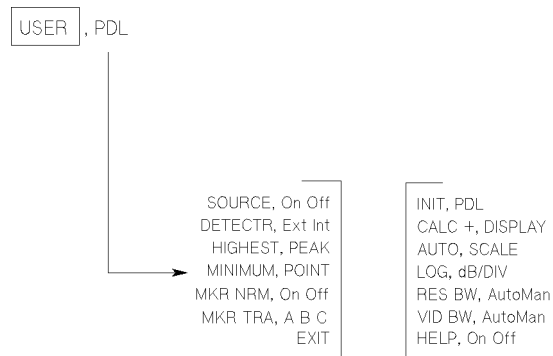 USER , PDL
SOURCE, On Off
DETECTR, Ext Int
HIGHEST, PEAK
MINIMUM, POINT
MKR NRM, On Off
MKR TRA, A B C
EXIT
INIT, PDL
CALC +, DISPLAY
AUTO, SCALE
LOG, dB/DIV
RES BW, AutoMan
VID BW, AutoMan
HELP, On Off